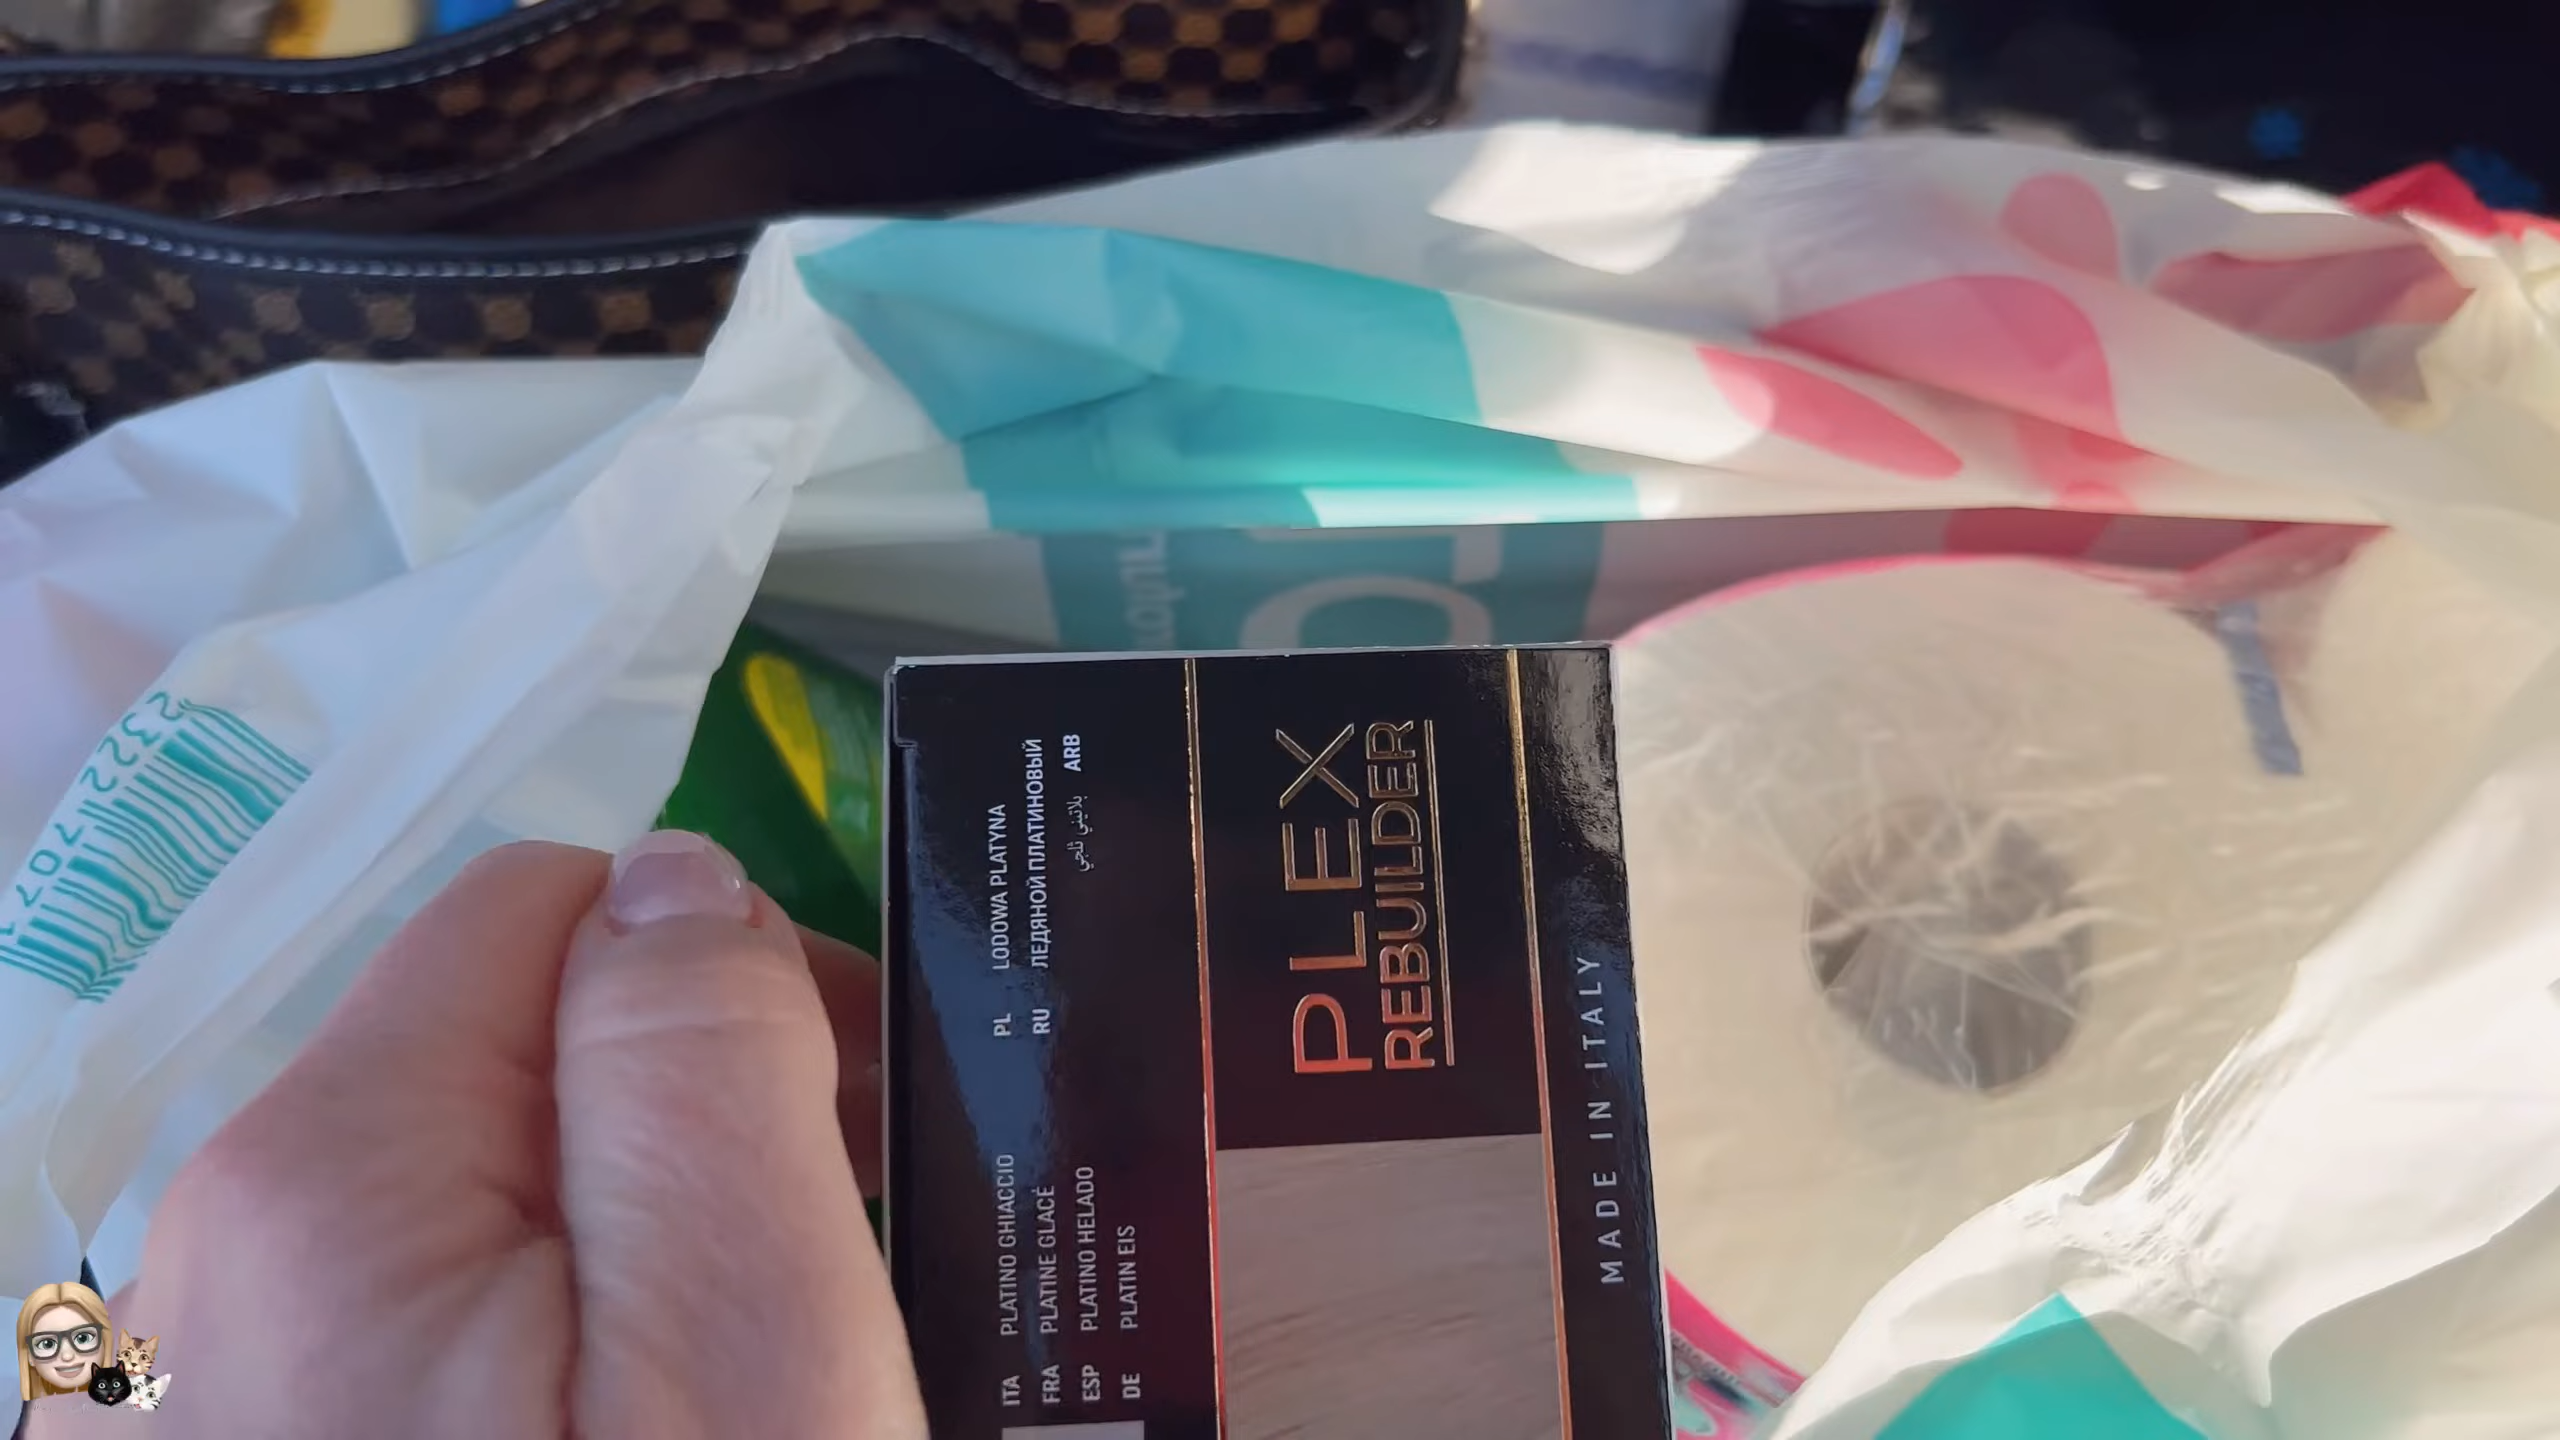 PLEX
REBUILDER
MADE IN ITALY
PL LODOWA PLATYNA
RU ЛЕДЯНОЙ ПЛАТИНОВЫЙ
بلاتيني ثلجي ARB
ITA PLATINO GHIACCIO
FRA PLATINE GLACÉ
ESP PLATINO HELADO
DE PLATIN EIS